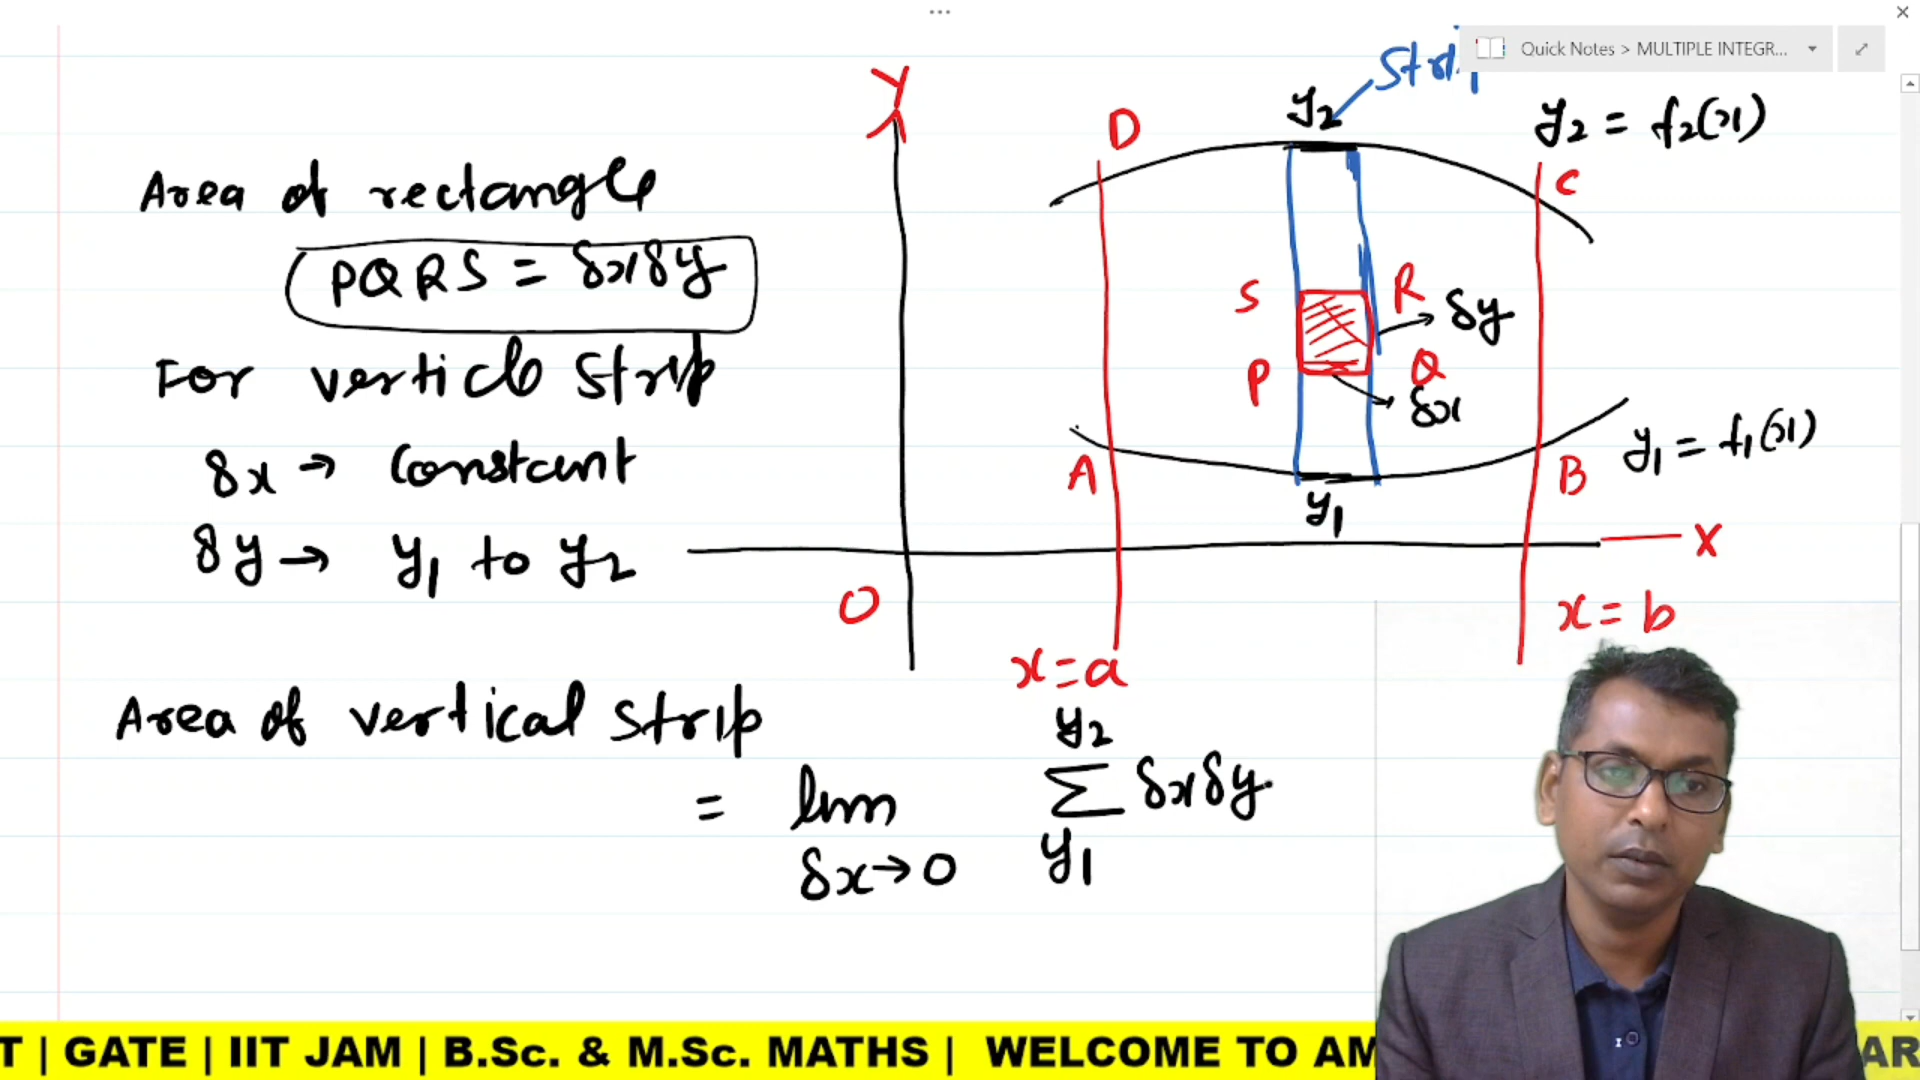 Quick Notes > MULTIPLE INTEGR...
Y
y2
D
y2 = f2(x)
C
Area of rectangle
PQRS = δxδy
S
R
δy
For verticle Strip
P
Q
δx
δx → Constant
A
B
y1 = f1(x)
y1
δy → y1 to y2
X
O
x = b
x = a
Area of vertical strip
= lim δx→0 y2 Σ y1 δxδy
T | GATE | IIT JAM | B.Sc. & M.Sc. MATHS | WELCOME TO AM
AR